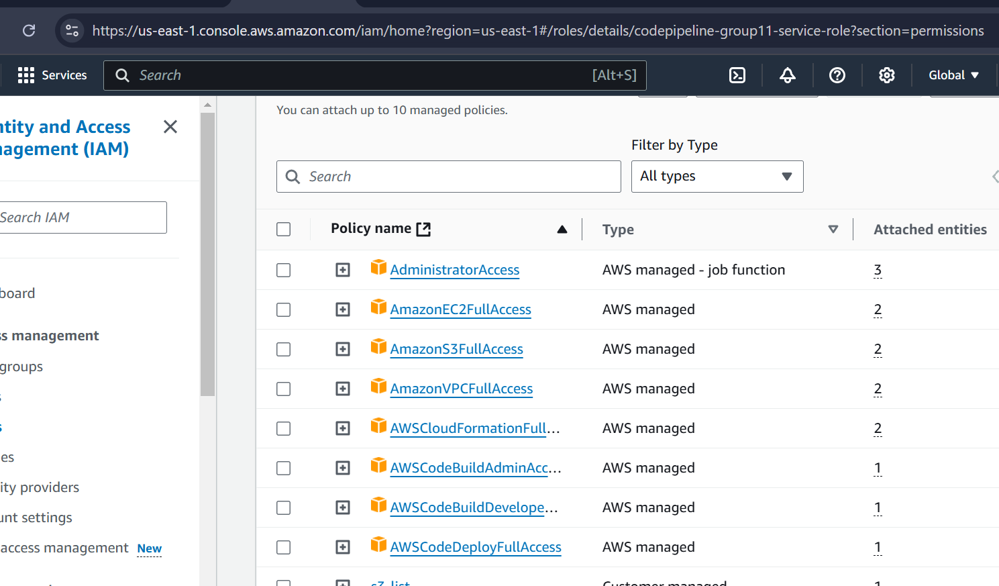 https://us-east-1.console.aws.amazon.com/iam/home?region=us-east-1#/roles/details/codepipeline-group11-service-role?section=permissions
Services
Search
[Alt+S]
Global
ntity and Access
nagement (IAM)
Search IAM
board
ss management
groups
s
s
es
ity providers
unt settings
access management New
You can attach up to 10 managed policies.
Filter by Type
Search
All types
Policy name Type Attached entities
AdministratorAccess AWS managed - job function 3
AmazonEC2FullAccess AWS managed 2
AmazonS3FullAccess AWS managed 2
AmazonVPCFullAccess AWS managed 2
AWSCloudFormationFull... AWS managed 2
AWSCodeBuildAdminAcc... AWS managed 1
AWSCodeBuildDevelope... AWS managed 1
AWSCodeDeployFullAccess AWS managed 1
s3_list Customer managed 1